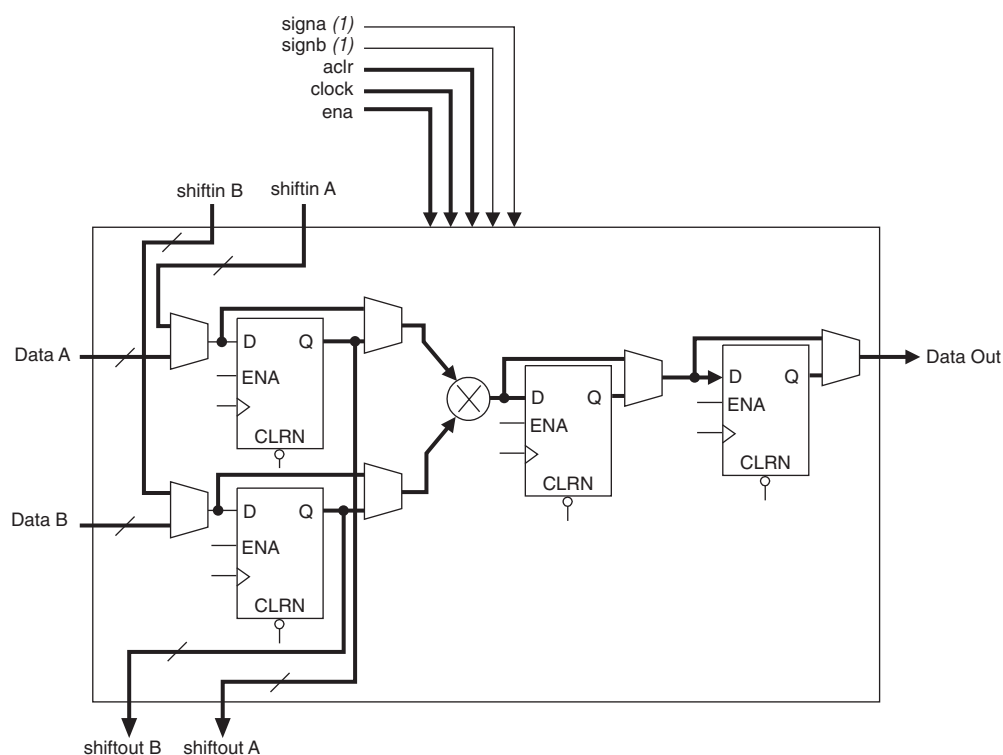 signa (1)
signb (1)
aclr
clock
ena
shiftin B
shiftin A
Data A
D
Q
ENA
CLRN
D
Q
ENA
CLRN
D
Q
ENA
CLRN
Data Out
Data B
D
Q
ENA
CLRN
shiftout B
shiftout A